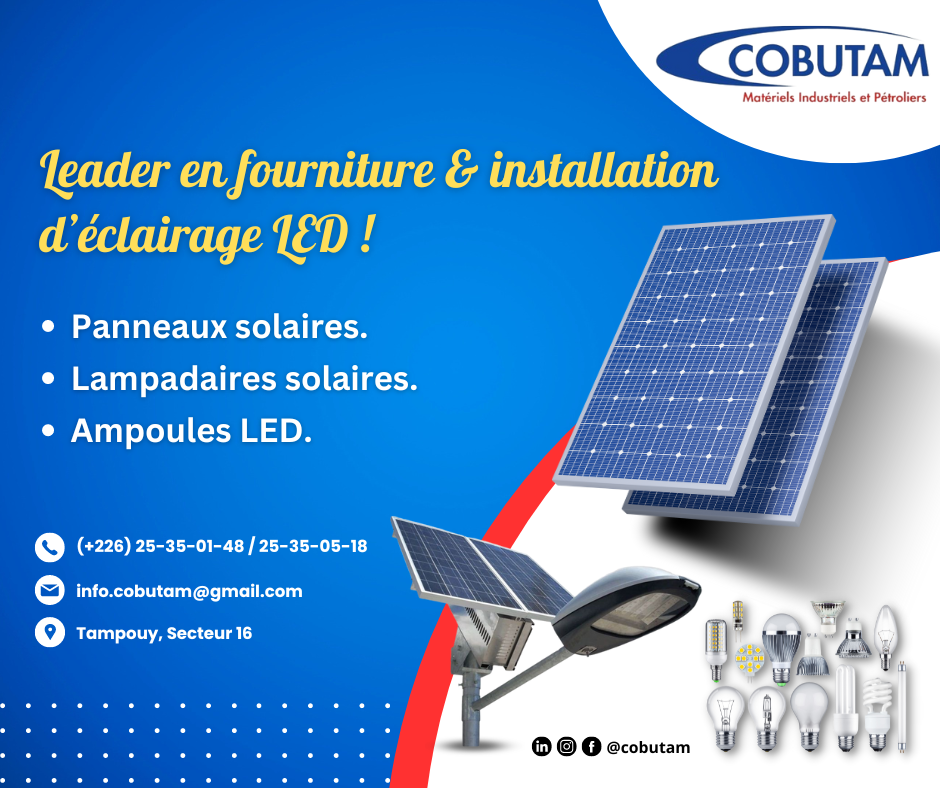 COBUTAM
Matériels Industriels et Pétroliers
Leader en fourniture & installation
d'éclairage LED !
• Panneaux solaires.
• Lampadaires solaires.
• Ampoules LED.
(+226) 25-35-01-48 / 25-35-05-18
info.cobutam@gmail.com
Tampouy, Secteur 16
@cobutam